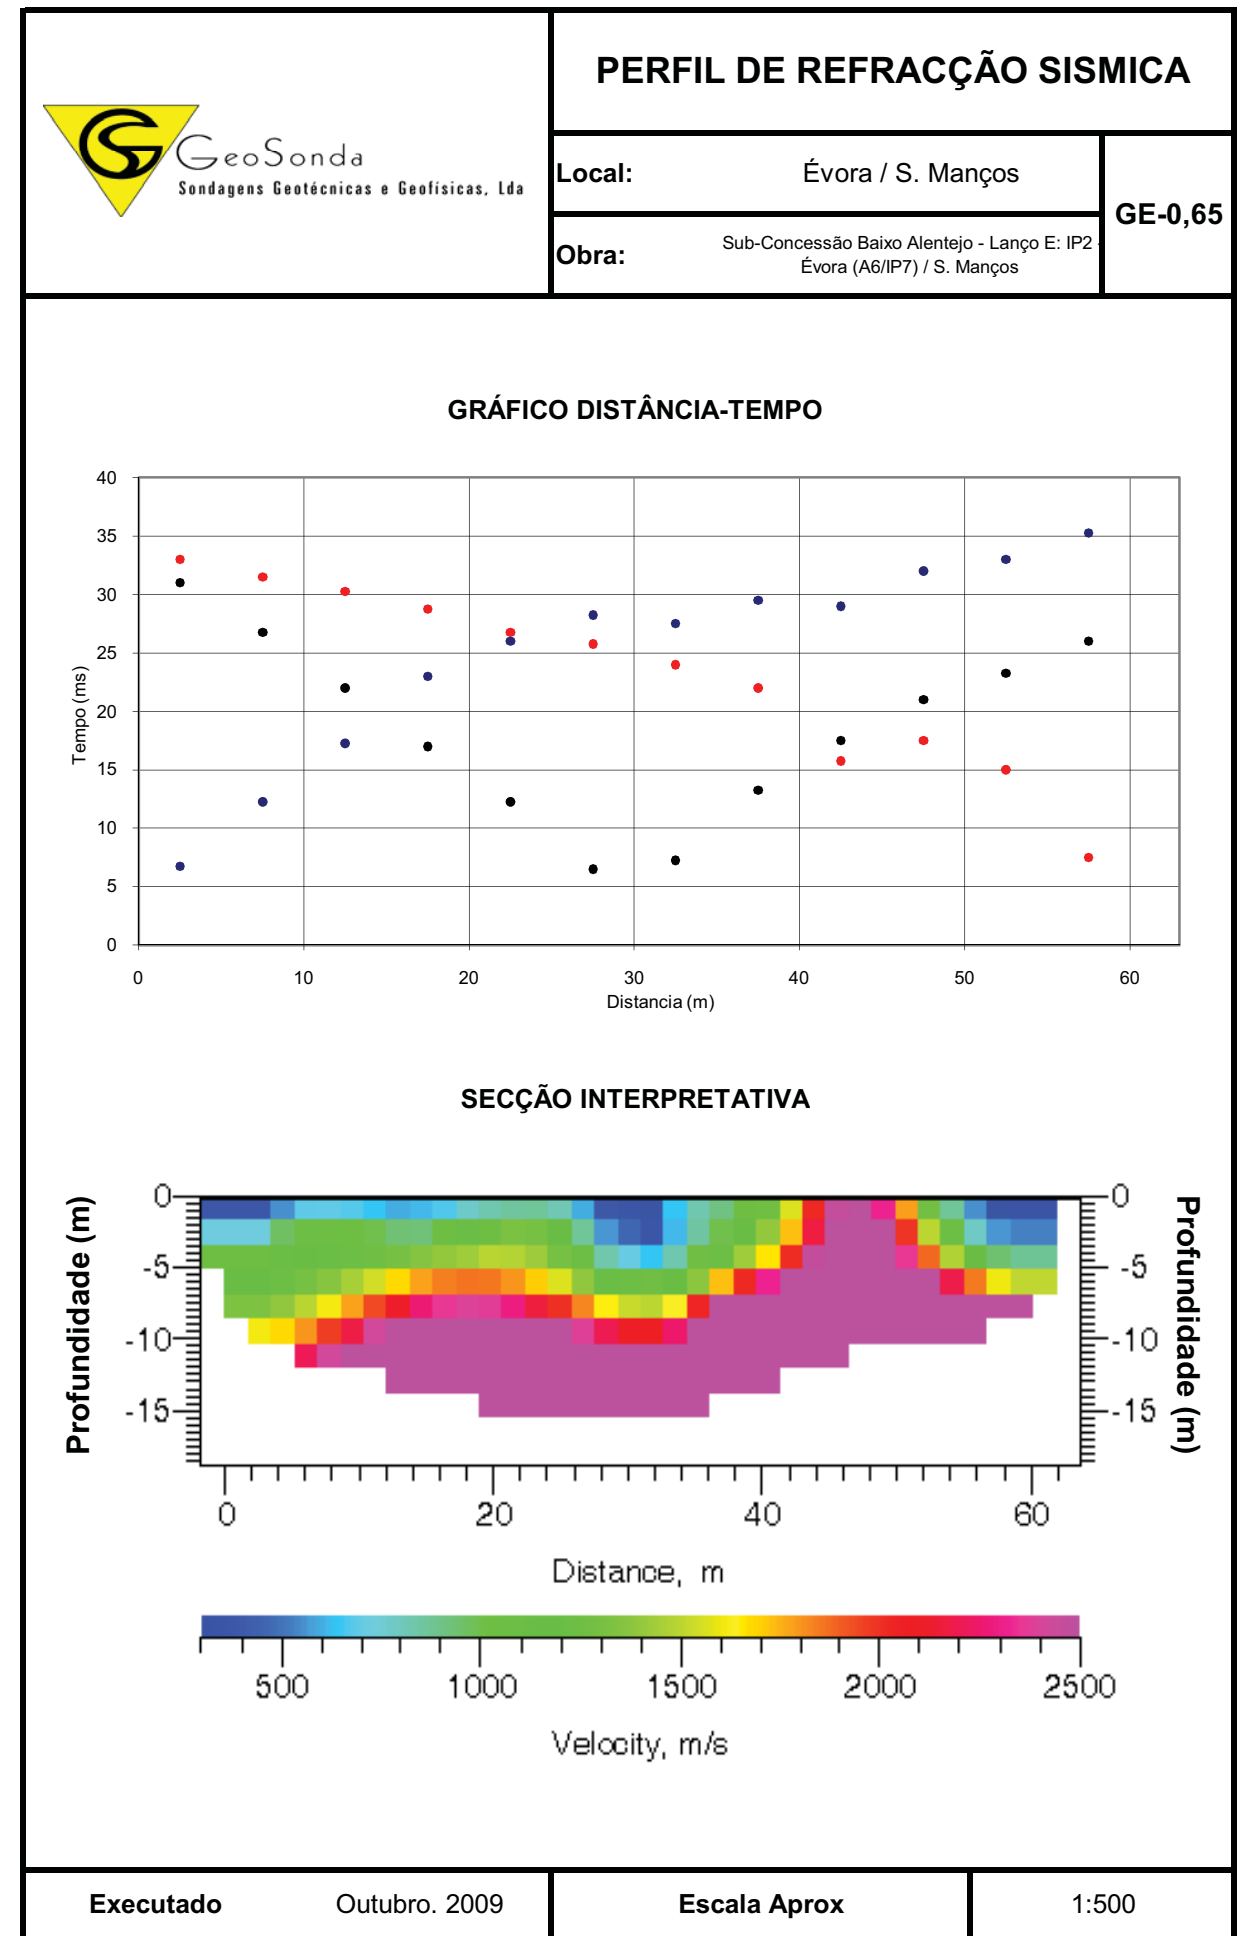 PERFIL DE REFRACÇÃO SISMICA
GeoSonda
Sondagens Geotécnicas e Geofísicas, Lda
Local: Évora / S. Manços
GE-0,65
Obra: Sub-Concessão Baixo Alentejo - Lanço E: IP2 -
Évora (A6/IP7) / S. Manços
GRÁFICO DISTÂNCIA-TEMPO
40
35
30
25
20
15
10
5
0
Tempo (ms)
0 10 20 30 40 50 60
Distancia (m)
SECÇÃO INTERPRETATIVA
Profundidade (m)
0
-5
-10
-15
0
-5
-10
-15
Profundidade (m)
0 20 40 60
Distance, m
500 1000 1500 2000 2500
Velocity, m/s
Executado Outubro. 2009 Escala Aprox 1:500